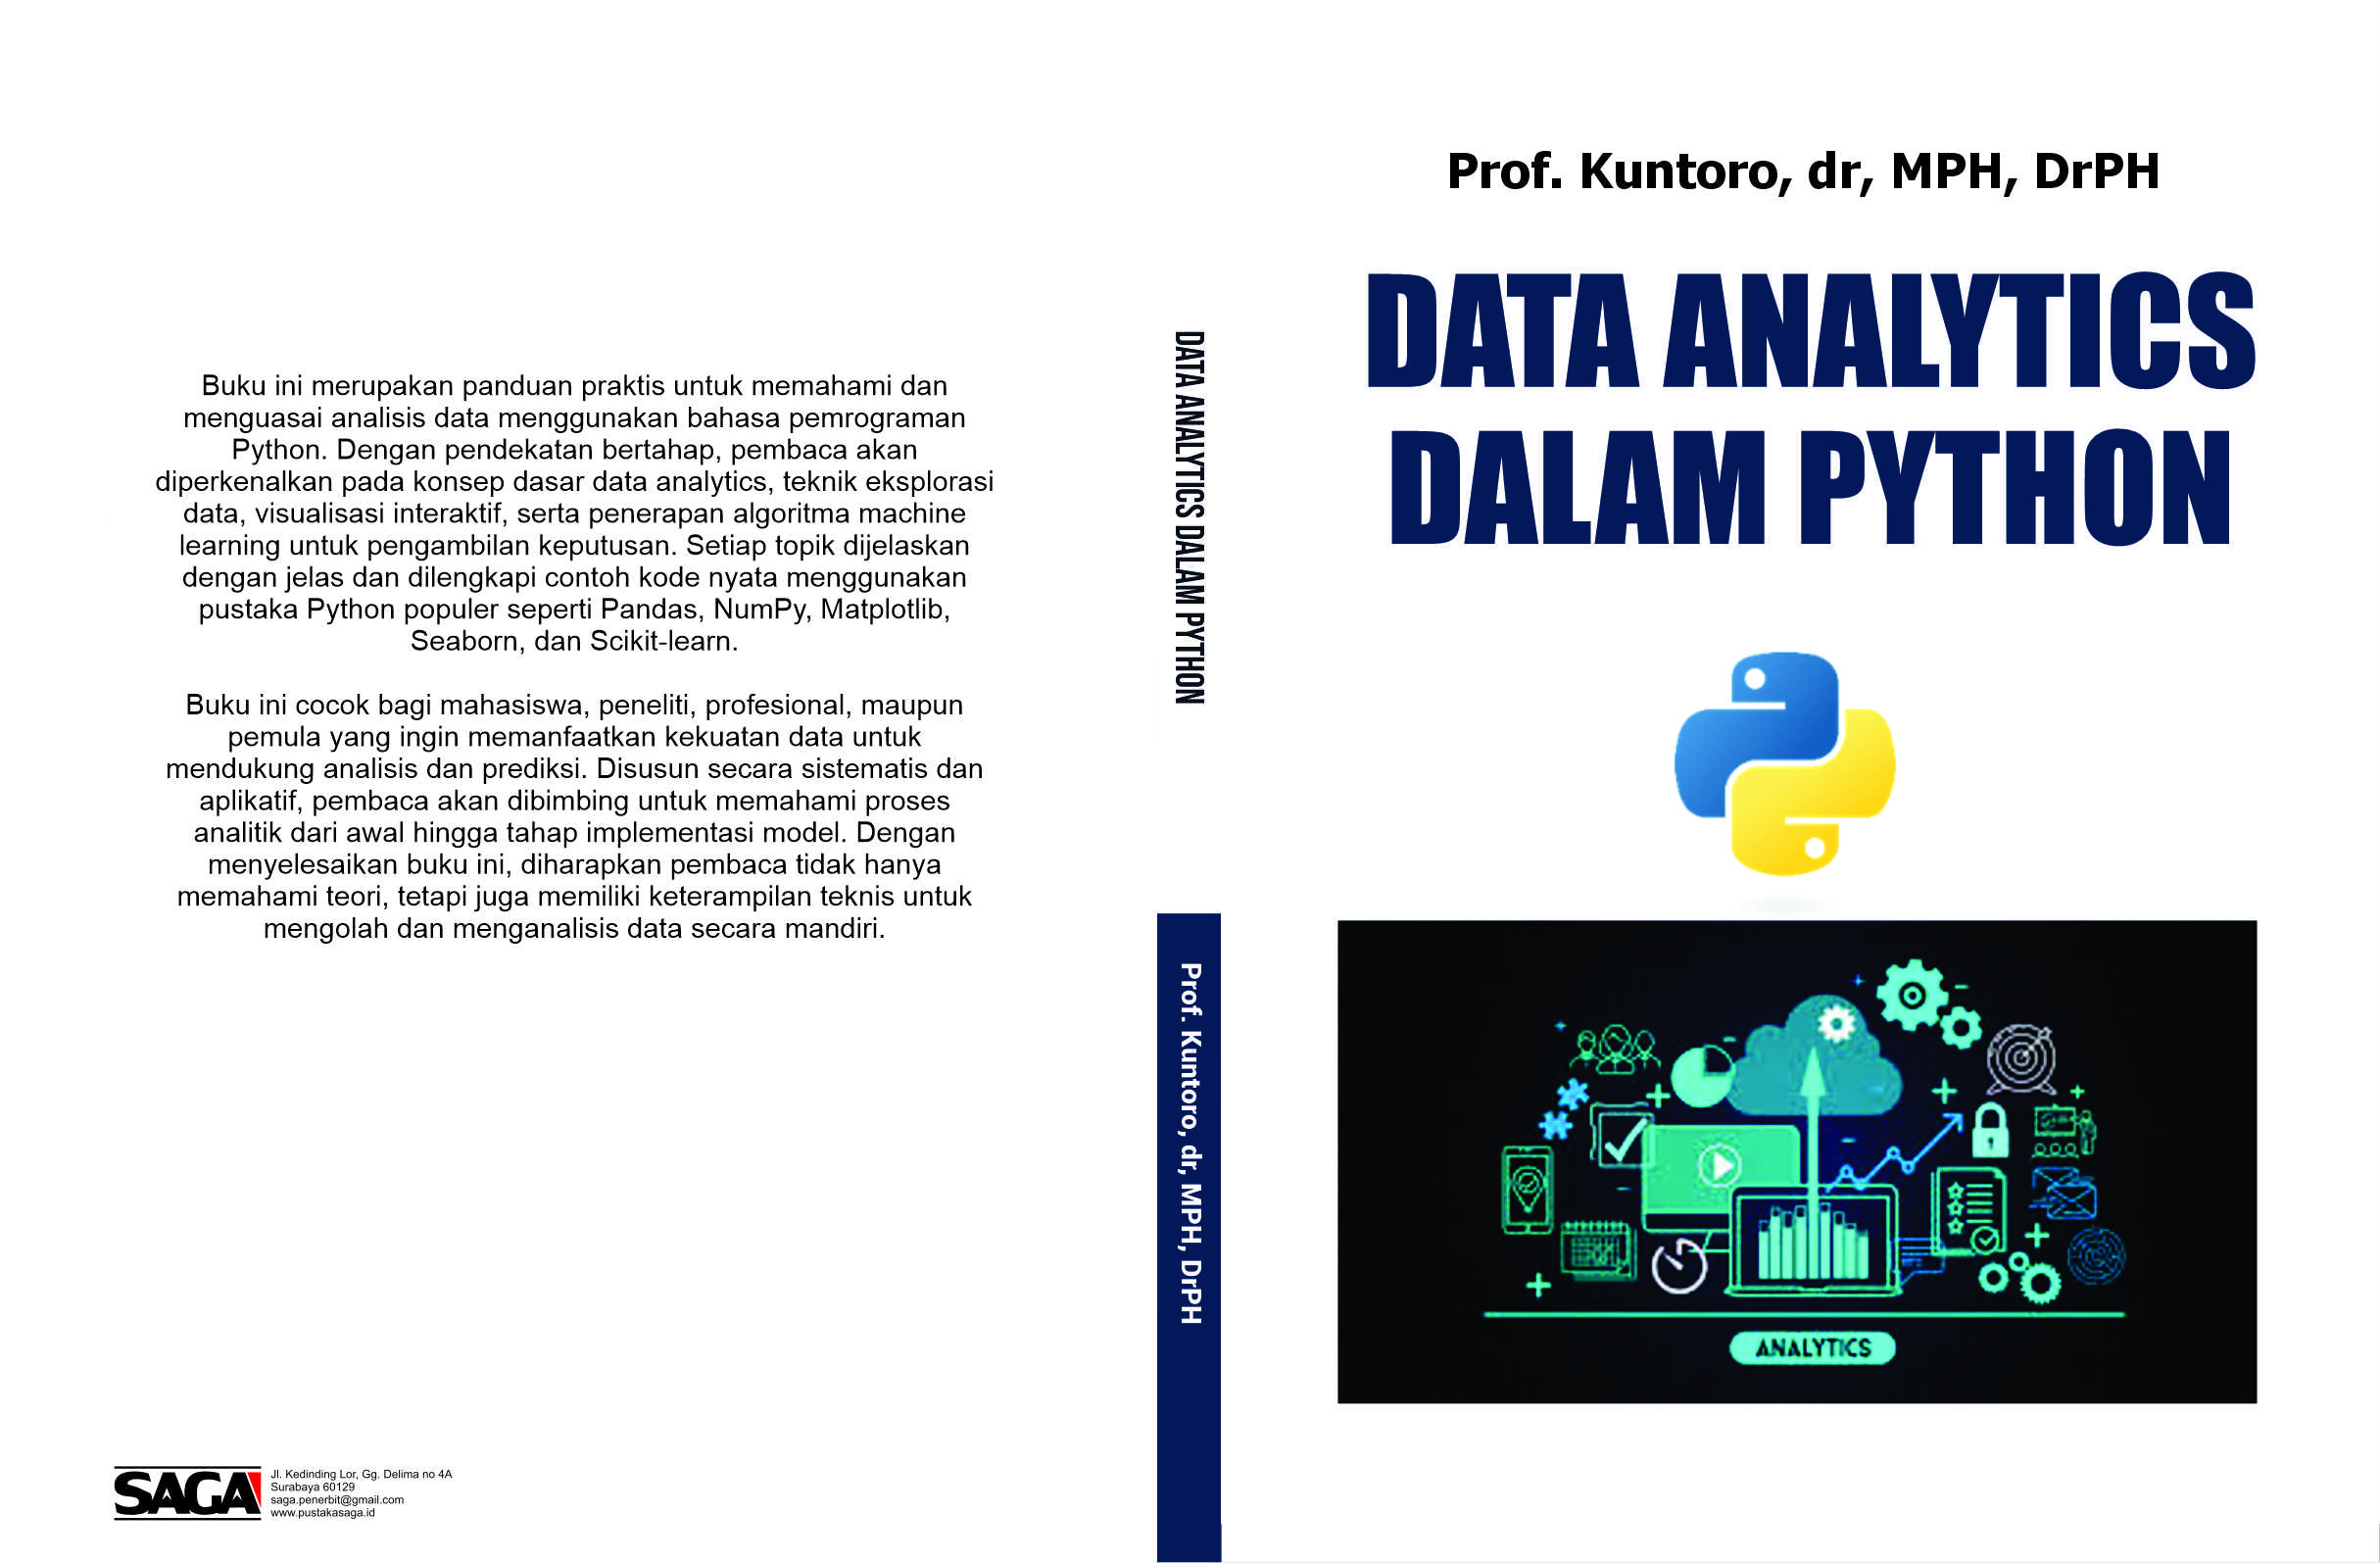 Buku ini merupakan panduan praktis untuk memahami dan
menguasai analisis data menggunakan bahasa pemrograman
Python. Dengan pendekatan bertahap, pembaca akan
diperkenalkan pada konsep dasar data analytics, teknik eksplorasi
data, visualisasi interaktif, serta penerapan algoritma machine
learning untuk pengambilan keputusan. Setiap topik dijelaskan
dengan jelas dan dilengkapi contoh kode nyata menggunakan
pustaka Python populer seperti Pandas, NumPy, Matplotlib,
Seaborn, dan Scikit-learn.
Buku ini cocok bagi mahasiswa, peneliti, profesional, maupun
pemula yang ingin memanfaatkan kekuatan data untuk
mendukung analisis dan prediksi. Disusun secara sistematis dan
aplikatif, pembaca akan dibimbing untuk memahami proses
analitik dari awal hingga tahap implementasi model. Dengan
menyelesaikan buku ini, diharapkan pembaca tidak hanya
memahami teori, tetapi juga memiliki keterampilan teknis untuk
mengolah dan menganalisis data secara mandiri.
SAGA
Jl. Kedinding Lor, Gg. Delima no 4A
Surabaya 60129
saga.penerbit@gmail.com
www.pustakasaga.id
DATA ANALYTICS DALAM PYTHON
Prof. Kuntoro, dr, MPH, DrPH
Prof. Kuntoro, dr, MPH, DrPH
DATA ANALYTICS
DALAM PYTHON
ANALYTICS